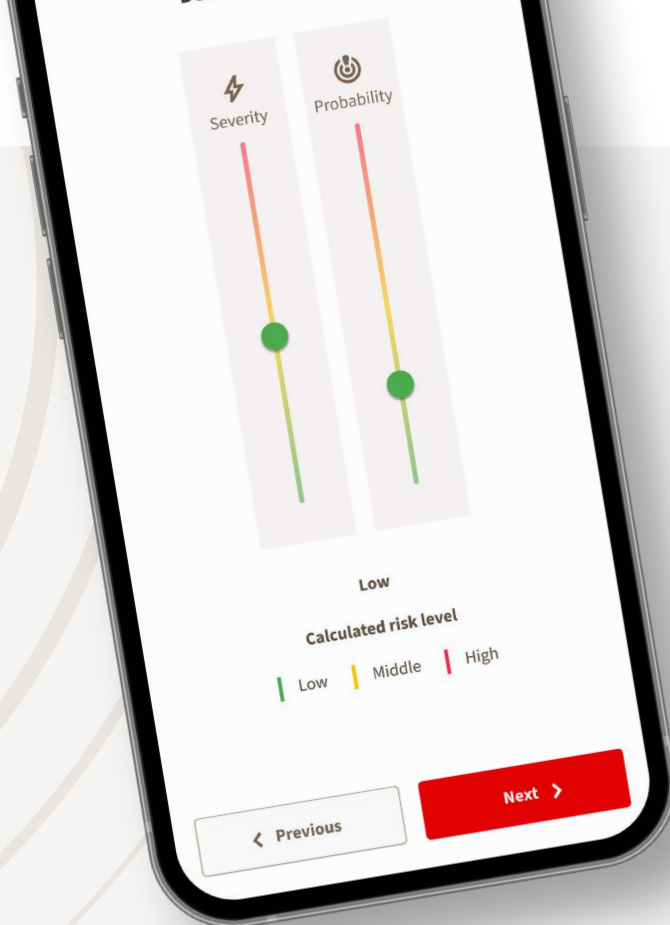 Severity
Probability
Low
Calculated risk level
Low Middle High
Previous
Next